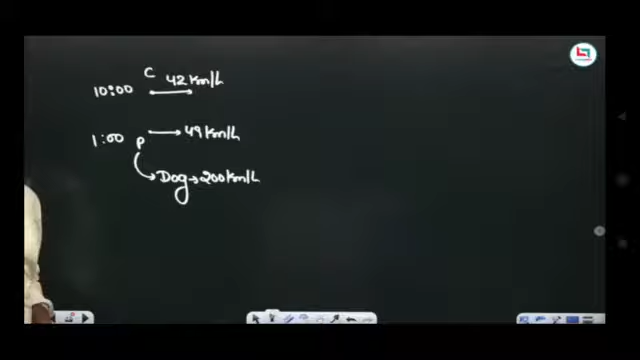 C 42 Km/h
10:00
1:00 P → 49 Km/h
Dog → 200 Km/h